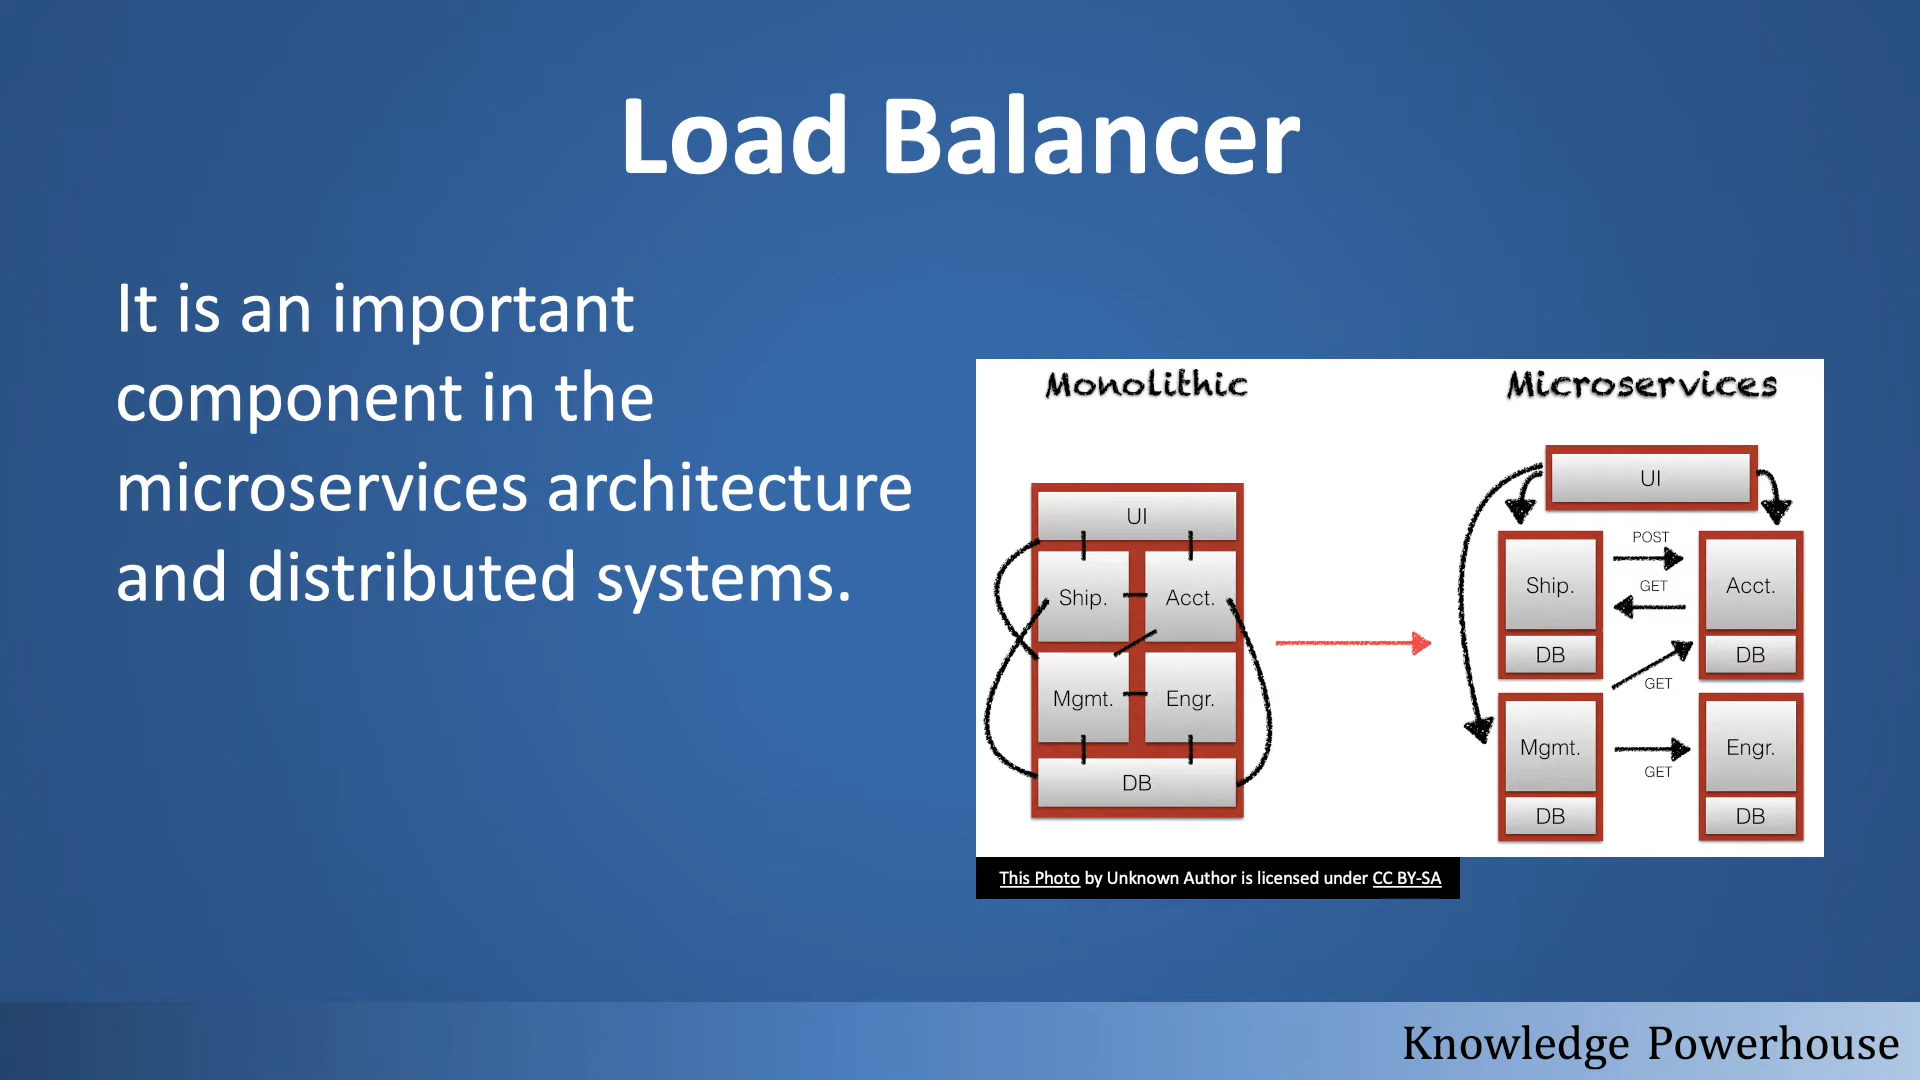 Load Balancer
It is an important
component in the
microservices architecture
and distributed systems.
Monolithic
UI
Ship.
Acct.
Mgmt.
Engr.
DB
Microservices
UI
POST
Ship.
GET
Acct.
DB
DB
GET
Mgmt.
Engr.
GET
DB
DB
This Photo by Unknown Author is licensed under CC BY-SA
Knowledge Powerhouse